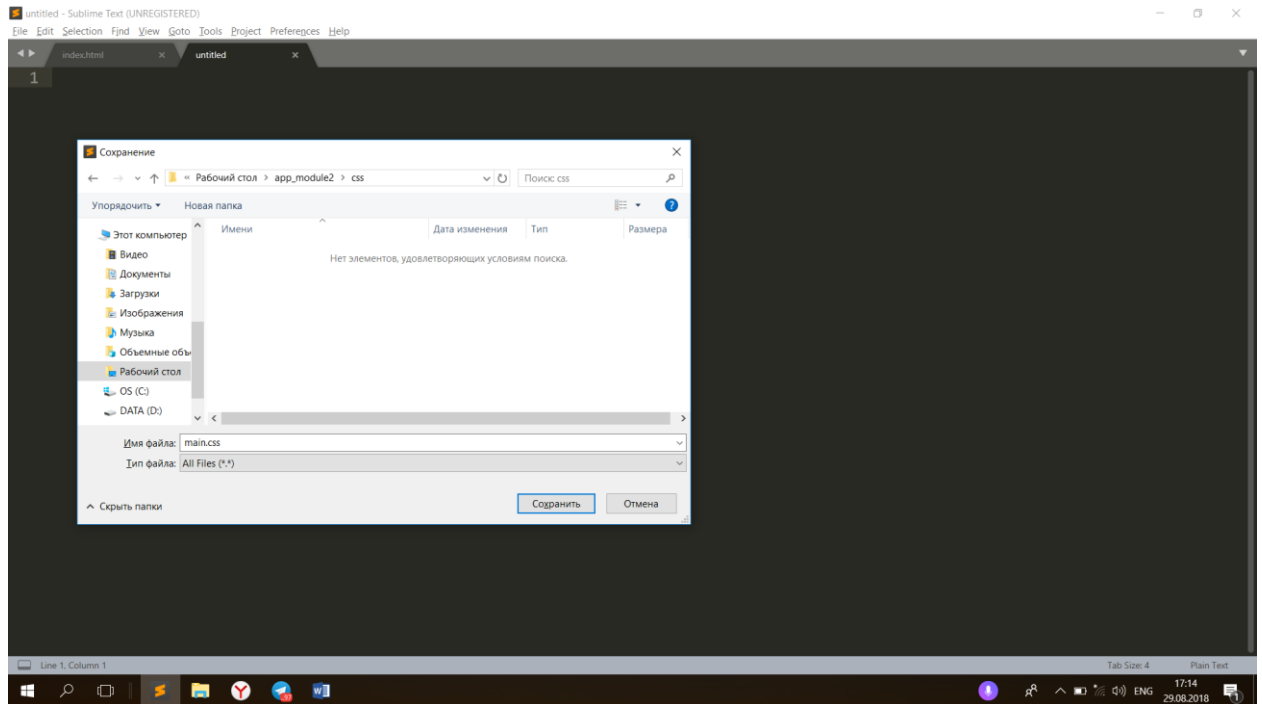 untitled - Sublime Text (UNREGISTERED)
File Edit Selection Find View Goto Tools Project Preferences Help
index.html × untitled ×
1
Сохранение
« Рабочий стол > app_module2 > css
Поиск: css
Упорядочить Новая папка
Имени Дата изменения Тип Размера
Нет элементов, удовлетворяющих условиям поиска.
Этот компьютер
Видео
Документы
Загрузки
Изображения
Музыка
Объемные объ
Рабочий стол
OS (C:)
DATA (D:)
Имя файла: main.css
Тип файла: All Files (*.*)
Скрыть папки
Сохранить Отмена
Line 1, Column 1 Tab Size: 4 Plain Text
ENG 17:14
29.08.2018